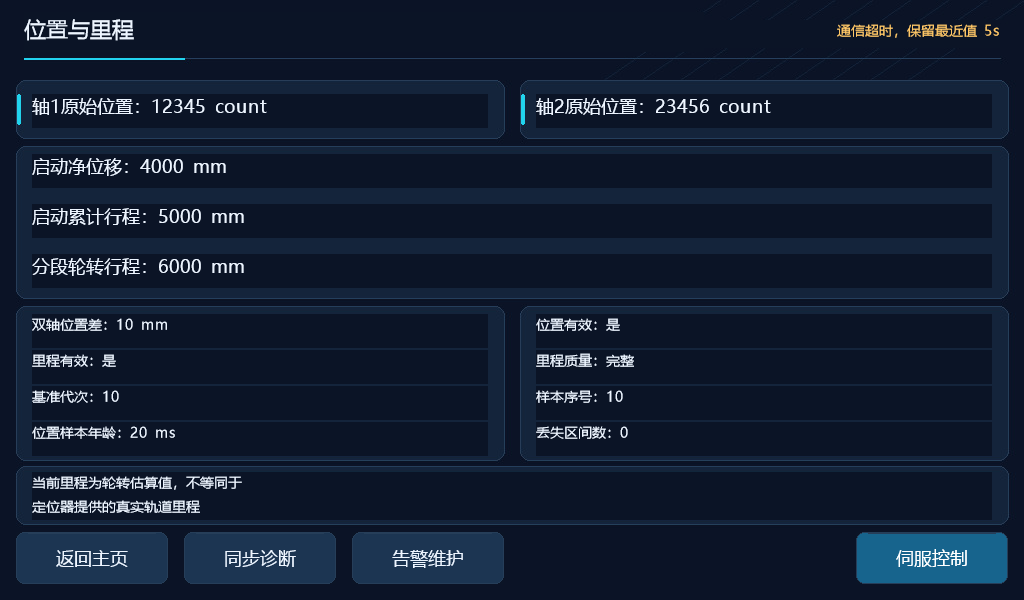 位置与里程
通信超时，保留最近值 5s
轴1原始位置：12345 count
轴2原始位置：23456 count
启动净位移：4000 mm
启动累计行程：5000 mm
分段轮转行程：6000 mm
双轴位置差：10 mm
里程有效：是
基准代次：10
位置样本年龄：20 ms
位置有效：是
里程质量：完整
样本序号：10
丢失区间数：0
当前里程为轮转估算值，不等同于
定位器提供的真实轨道里程
返回主页
同步诊断
告警维护
伺服控制